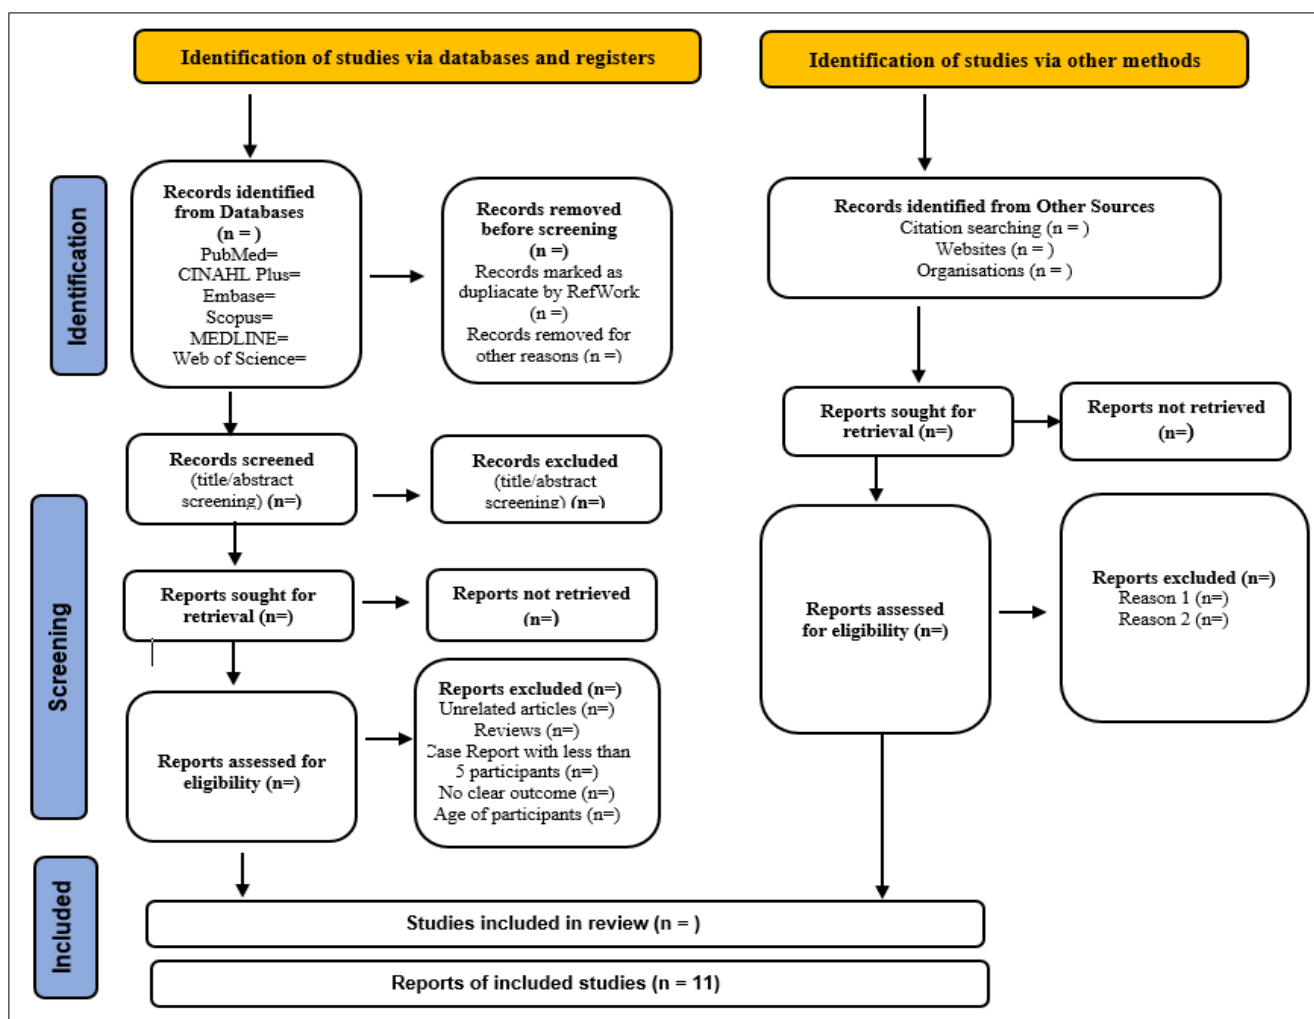 Identification of studies via databases and registers
Identification of studies via other methods
Identification
Records identified
from Databases
(n = )
PubMed=
CINAHL Plus=
Embase=
Scopus=
MEDLINE=
Web of Science=
Records removed
before screening
(n =)
Records marked as
dupliacate by RefWork
(n =)
Records removed for
other reasons (n =)
Records identified from Other Sources
Citation searching (n = )
Websites (n = )
Organisations (n = )
Screening
Records screened
(title/abstract
screening) (n=)
Records excluded
(title/abstract
screening) (n=)
Reports sought for
retrieval (n=)
Reports not retrieved
(n=)
Reports sought for
retrieval (n=)
Reports not retrieved
(n=)
Reports assessed for
eligibility (n=)
Reports excluded (n=)
Unrelated articles (n=)
Reviews (n=)
Case Report with less than
5 participants (n=)
No clear outcome (n=)
Age of participants (n=)
Reports assessed
for eligibility (n=)
Reports excluded (n=)
Reason 1 (n=)
Reason 2 (n=)
Included
Studies included in review (n = )
Reports of included studies (n = 11)